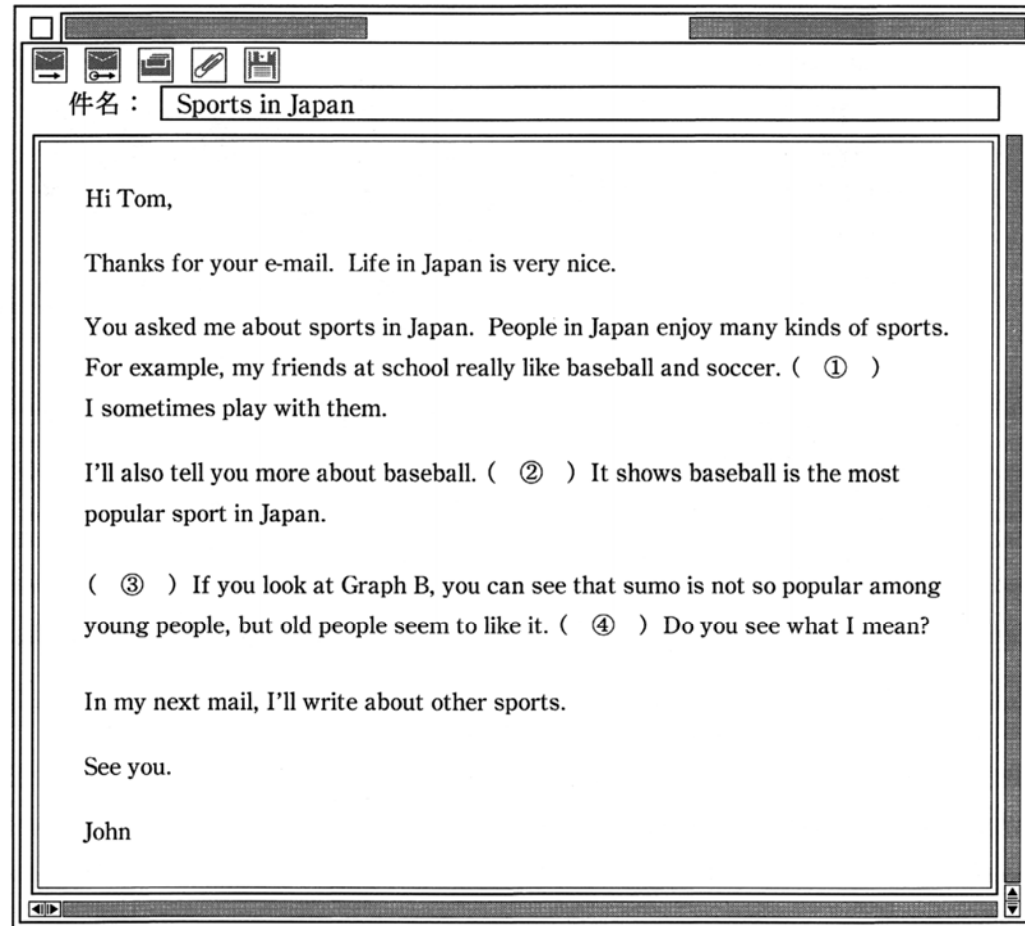 件名： Sports in Japan
Hi Tom,
Thanks for your e-mail. Life in Japan is very nice.
You asked me about sports in Japan. People in Japan enjoy many kinds of sports.
For example, my friends at school really like baseball and soccer. ( ① )
I sometimes play with them.
I'll also tell you more about baseball. ( ② ) It shows baseball is the most
popular sport in Japan.
( ③ ) If you look at Graph B, you can see that sumo is not so popular among
young people, but old people seem to like it. ( ④ ) Do you see what I mean?
In my next mail, I'll write about other sports.
See you.
John